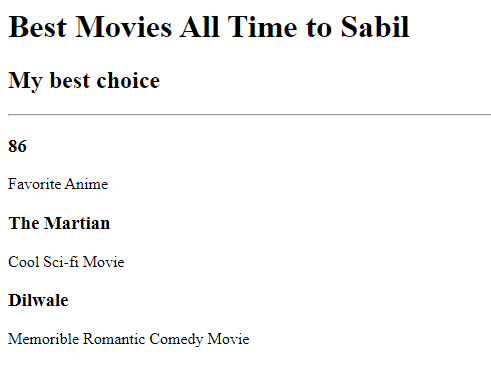 Best Movies All Time to Sabil
My best choice
86
Favorite Anime
The Martian
Cool Sci-fi Movie
Dilwale
Memorible Romantic Comedy Movie